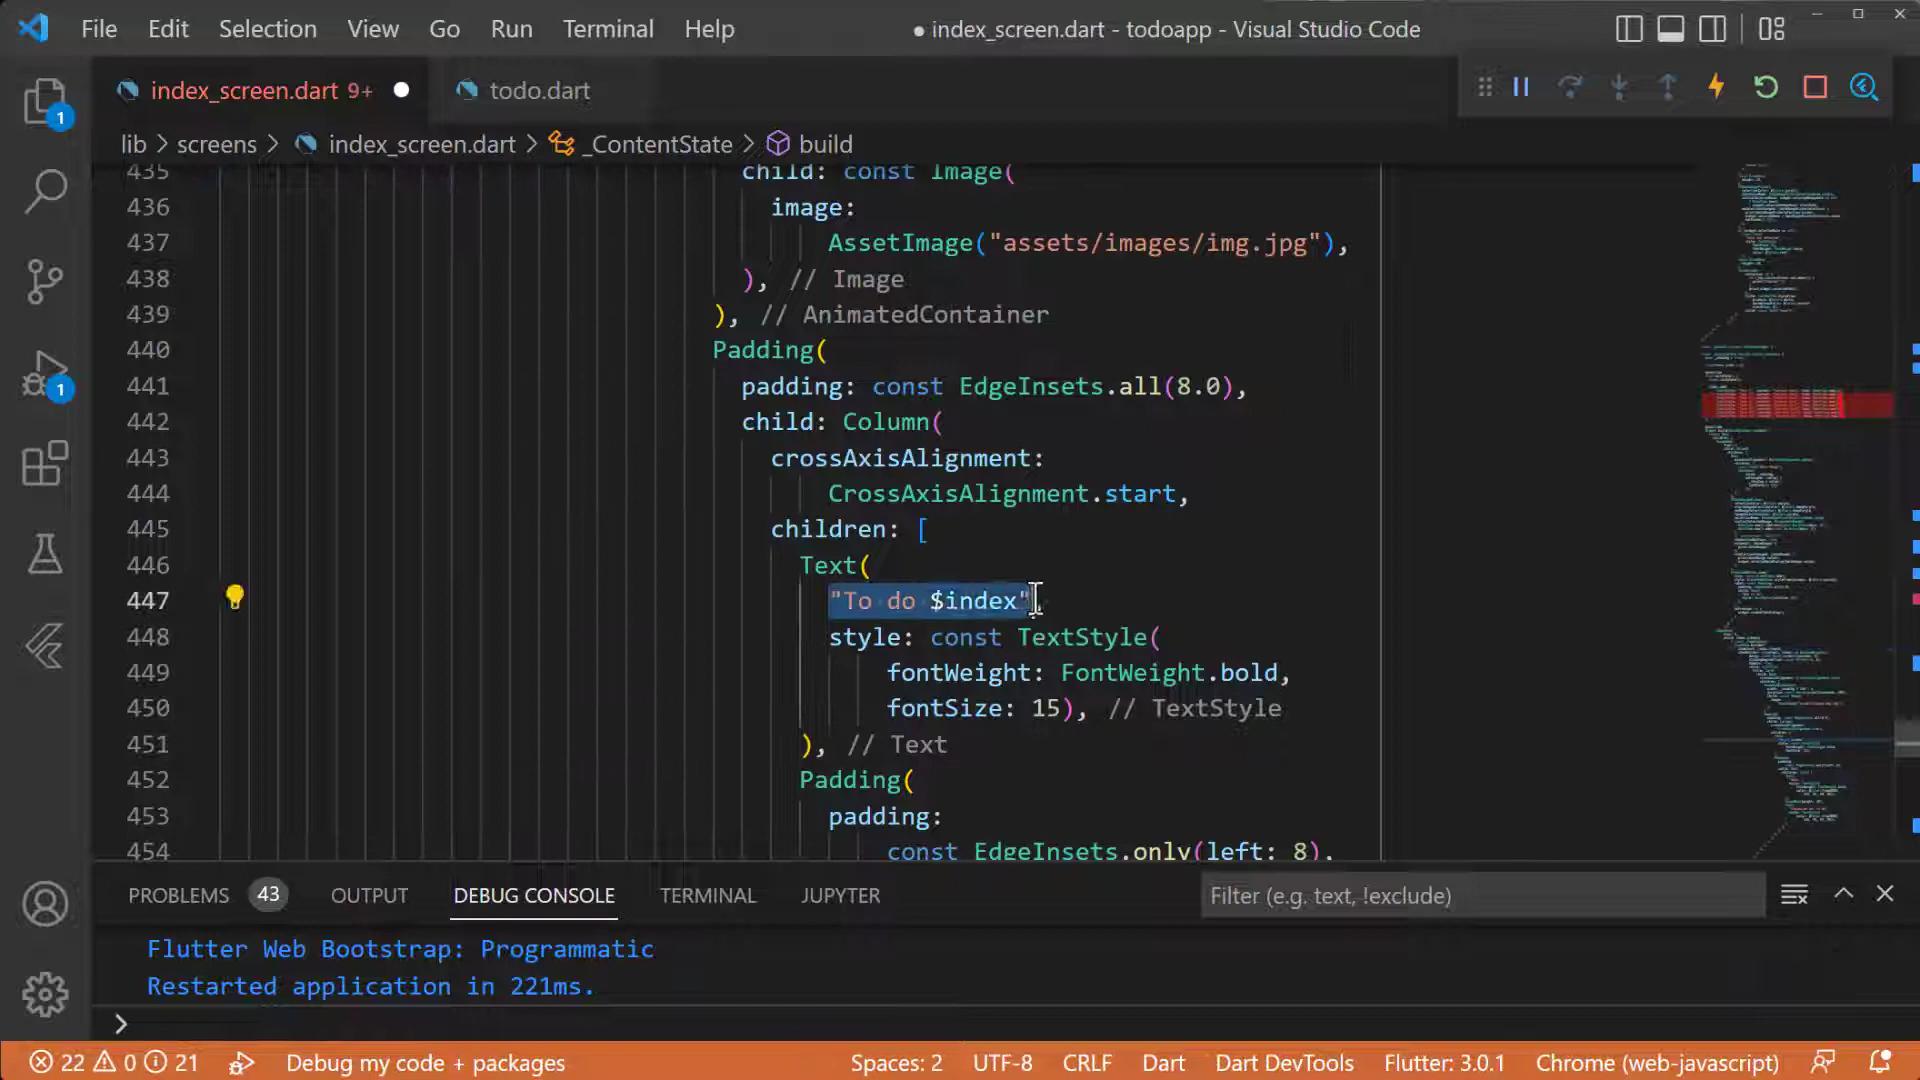 File Edit Selection View Go Run Terminal Help
● index_screen.dart - todoapp - Visual Studio Code
index_screen.dart 9+ ●
todo.dart
lib > screens > index_screen.dart > _ContentState > build
435 child: const Image(
436 image:
437 AssetImage("assets/images/img.jpg"),
438 ), // Image
439 ), // AnimatedContainer
440 Padding(
441 padding: const EdgeInsets.all(8.0),
442 child: Column(
443 crossAxisAlignment:
444 CrossAxisAlignment.start,
445 children: [
446 Text(
447 "To do $index",
448 style: const TextStyle(
449 fontWeight: FontWeight.bold,
450 fontSize: 15), // TextStyle
451 ), // Text
452 Padding(
453 padding:
454 const EdgeInsets.only(left: 8),
1
1
PROBLEMS 43 OUTPUT DEBUG CONSOLE TERMINAL JUPYTER
Filter (e.g. text, !exclude)
Flutter Web Bootstrap: Programmatic
Restarted application in 221ms.
>
22 0 21 Debug my code + packages
Spaces: 2 UTF-8 CRLF Dart Dart DevTools Flutter: 3.0.1 Chrome (web-javascript)